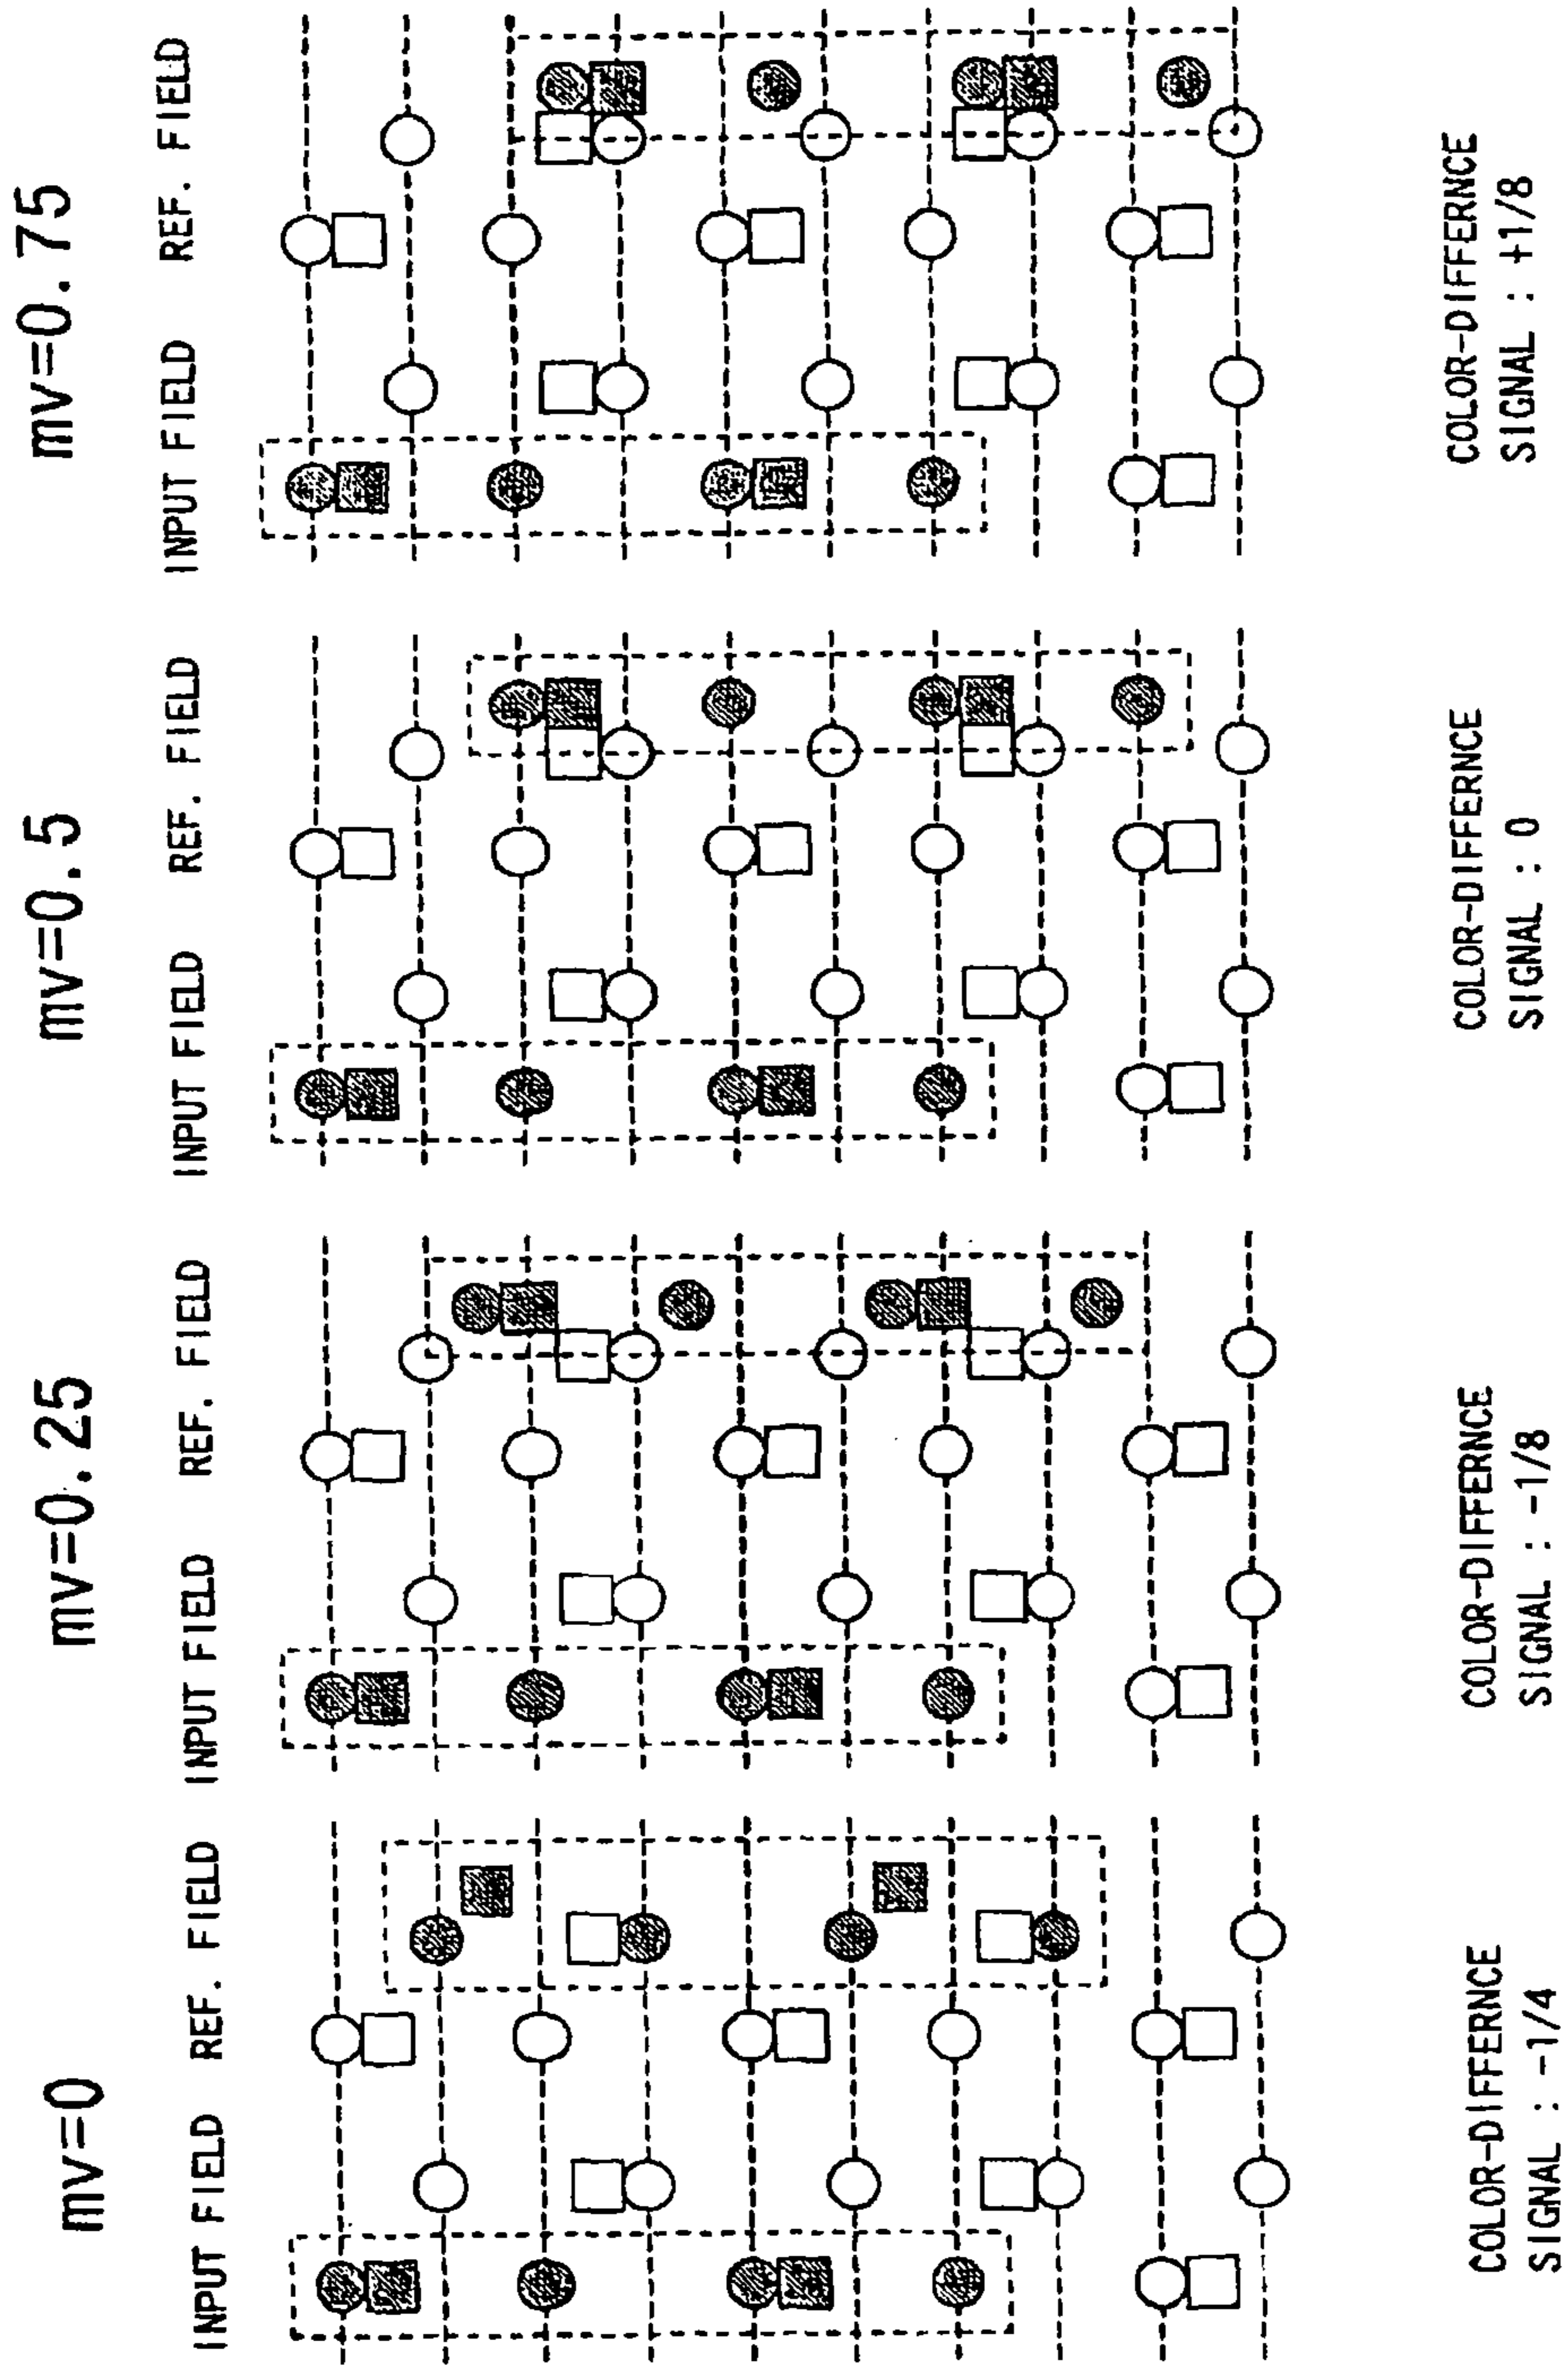 mv=0
mv=0.25
mv=0.5
mv=0.75
INPUT FIELD REF. FIELD
INPUT FIELD REF. FIELD
INPUT FIELD REF. FIELD
INPUT FIELD REF. FIELD
COLOR-DIFFERNCE
SIGNAL : -1/4
COLOR-DIFFERNCE
SIGNAL : -1/8
COLOR-DIFFERNCE
SIGNAL : 0
COLOR-DIFFERNCE
SIGNAL : +1/8